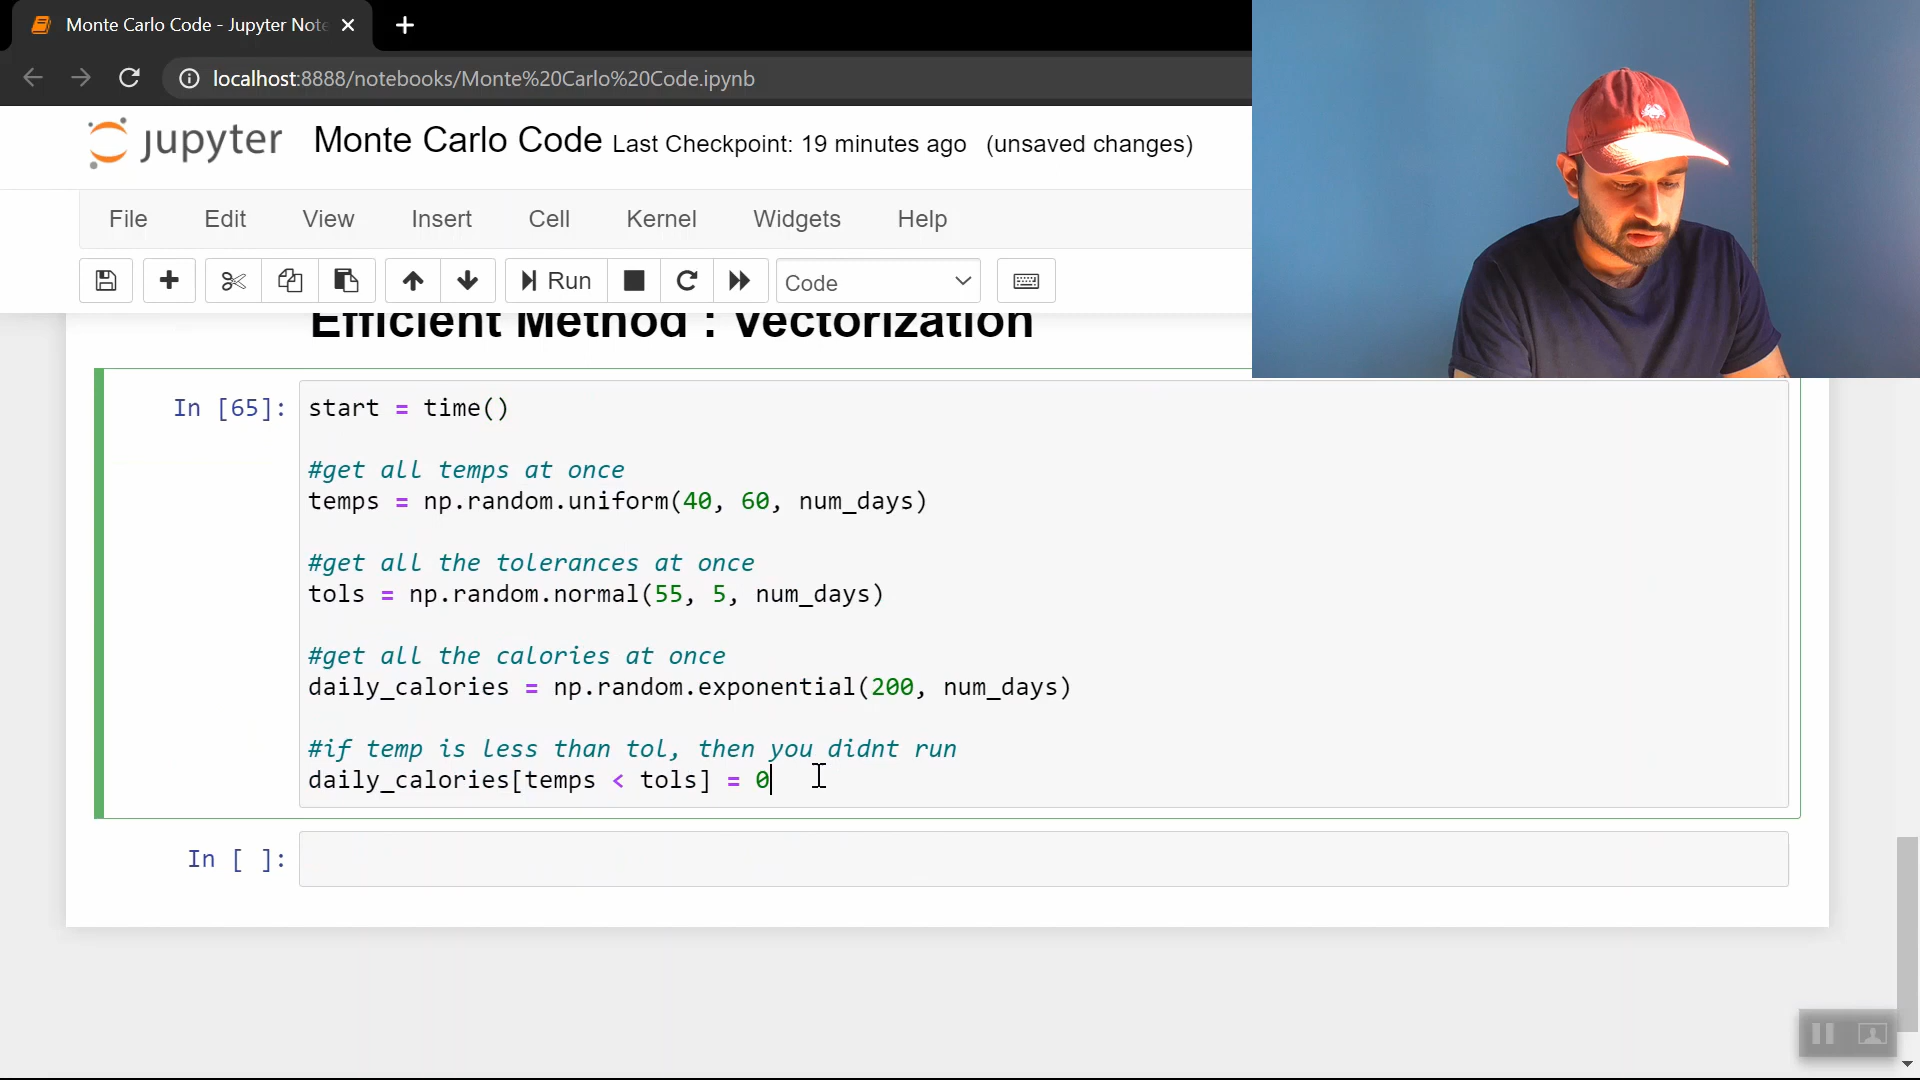 Monte Carlo Code - Jupyter Note
localhost:8888/notebooks/Monte%20Carlo%20Code.ipynb
jupyter Monte Carlo Code Last Checkpoint: 19 minutes ago (unsaved changes)
File Edit View Insert Cell Kernel Widgets Help
Run Code
Efficient Method : Vectorization
In [65]: start = time()
#get all temps at once
temps = np.random.uniform(40, 60, num_days)
#get all the tolerances at once
tols = np.random.normal(55, 5, num_days)
#get all the calories at once
daily_calories = np.random.exponential(200, num_days)
#if temp is less than tol, then you didnt run
daily_calories[temps < tols] = 0
In [ ]: